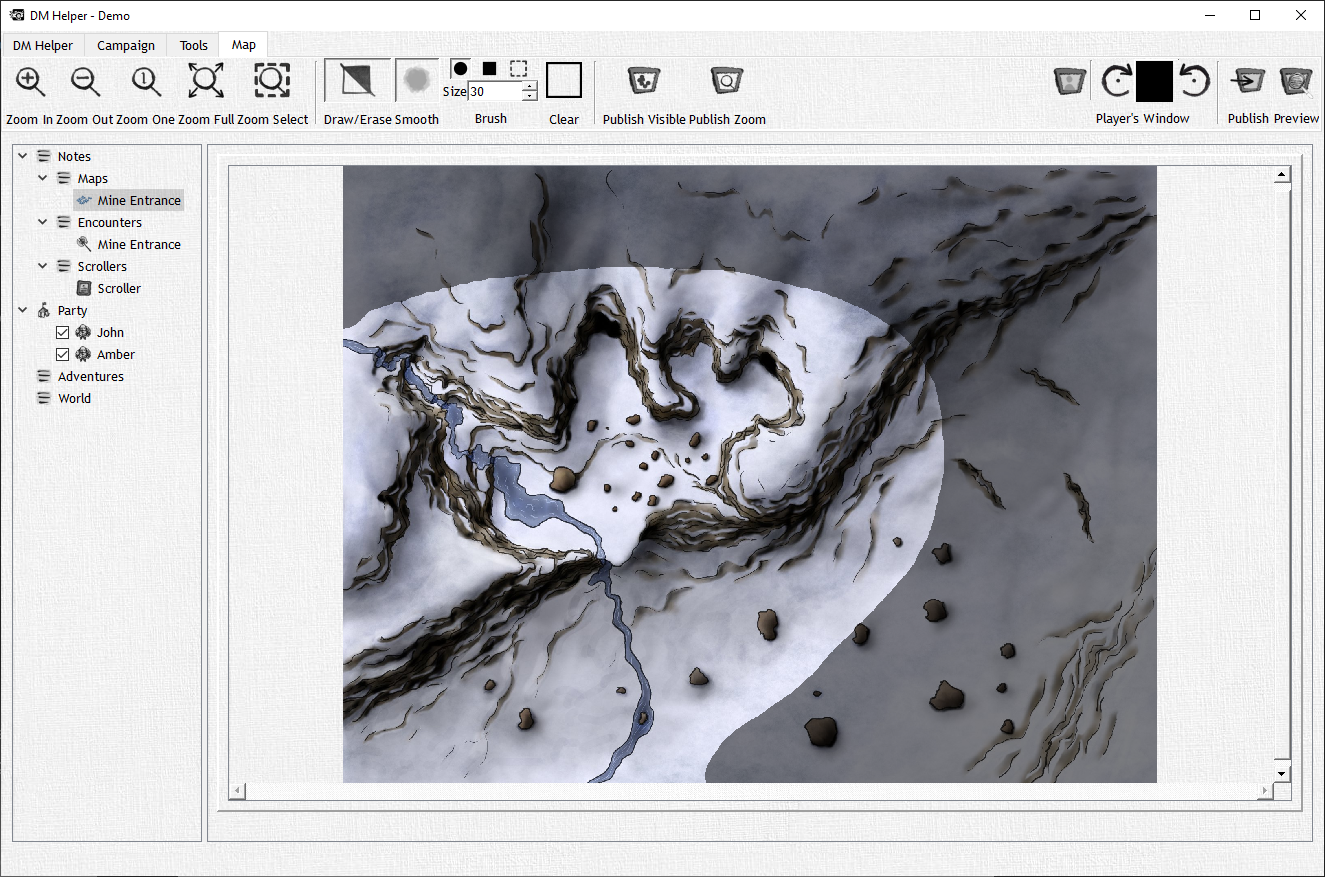 DM Helper - Demo
DM Helper Campaign Tools Map
Size 30
Zoom In Zoom Out Zoom One Zoom Full Zoom Select Draw/Erase Smooth Brush Clear Publish Visible Publish Zoom Player's Window Publish Preview
Notes
Maps
Mine Entrance
Encounters
Mine Entrance
Scrollers
Scroller
Party
John
Amber
Adventures
World